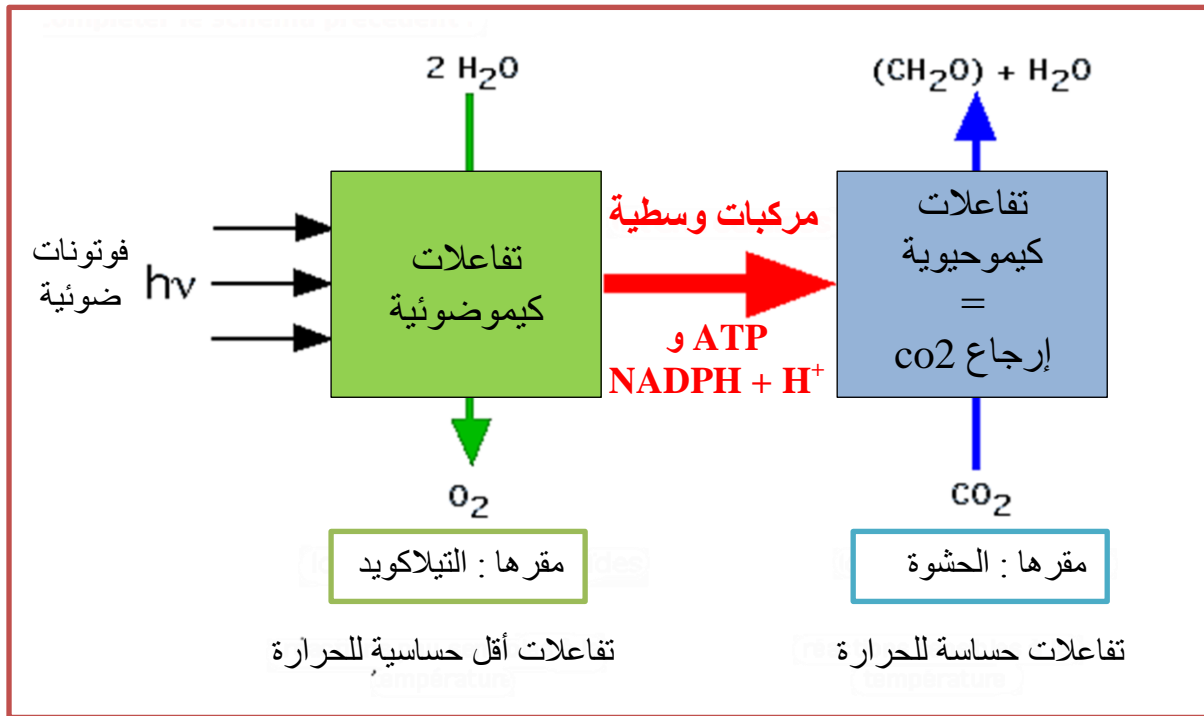 2 H₂O
(CH₂O) + H₂O
فوتونات
ضوئية
hν
تفاعلات
كيموضوئية
مركبات وسطية
ATP و
NADPH + H⁺
تفاعلات
كيموحيوية
=
إرجاع co2
O₂
CO₂
مقرها : التيلاكويد
مقرها : الحشوة
تفاعلات أقل حساسية للحرارة
تفاعلات حساسة للحرارة